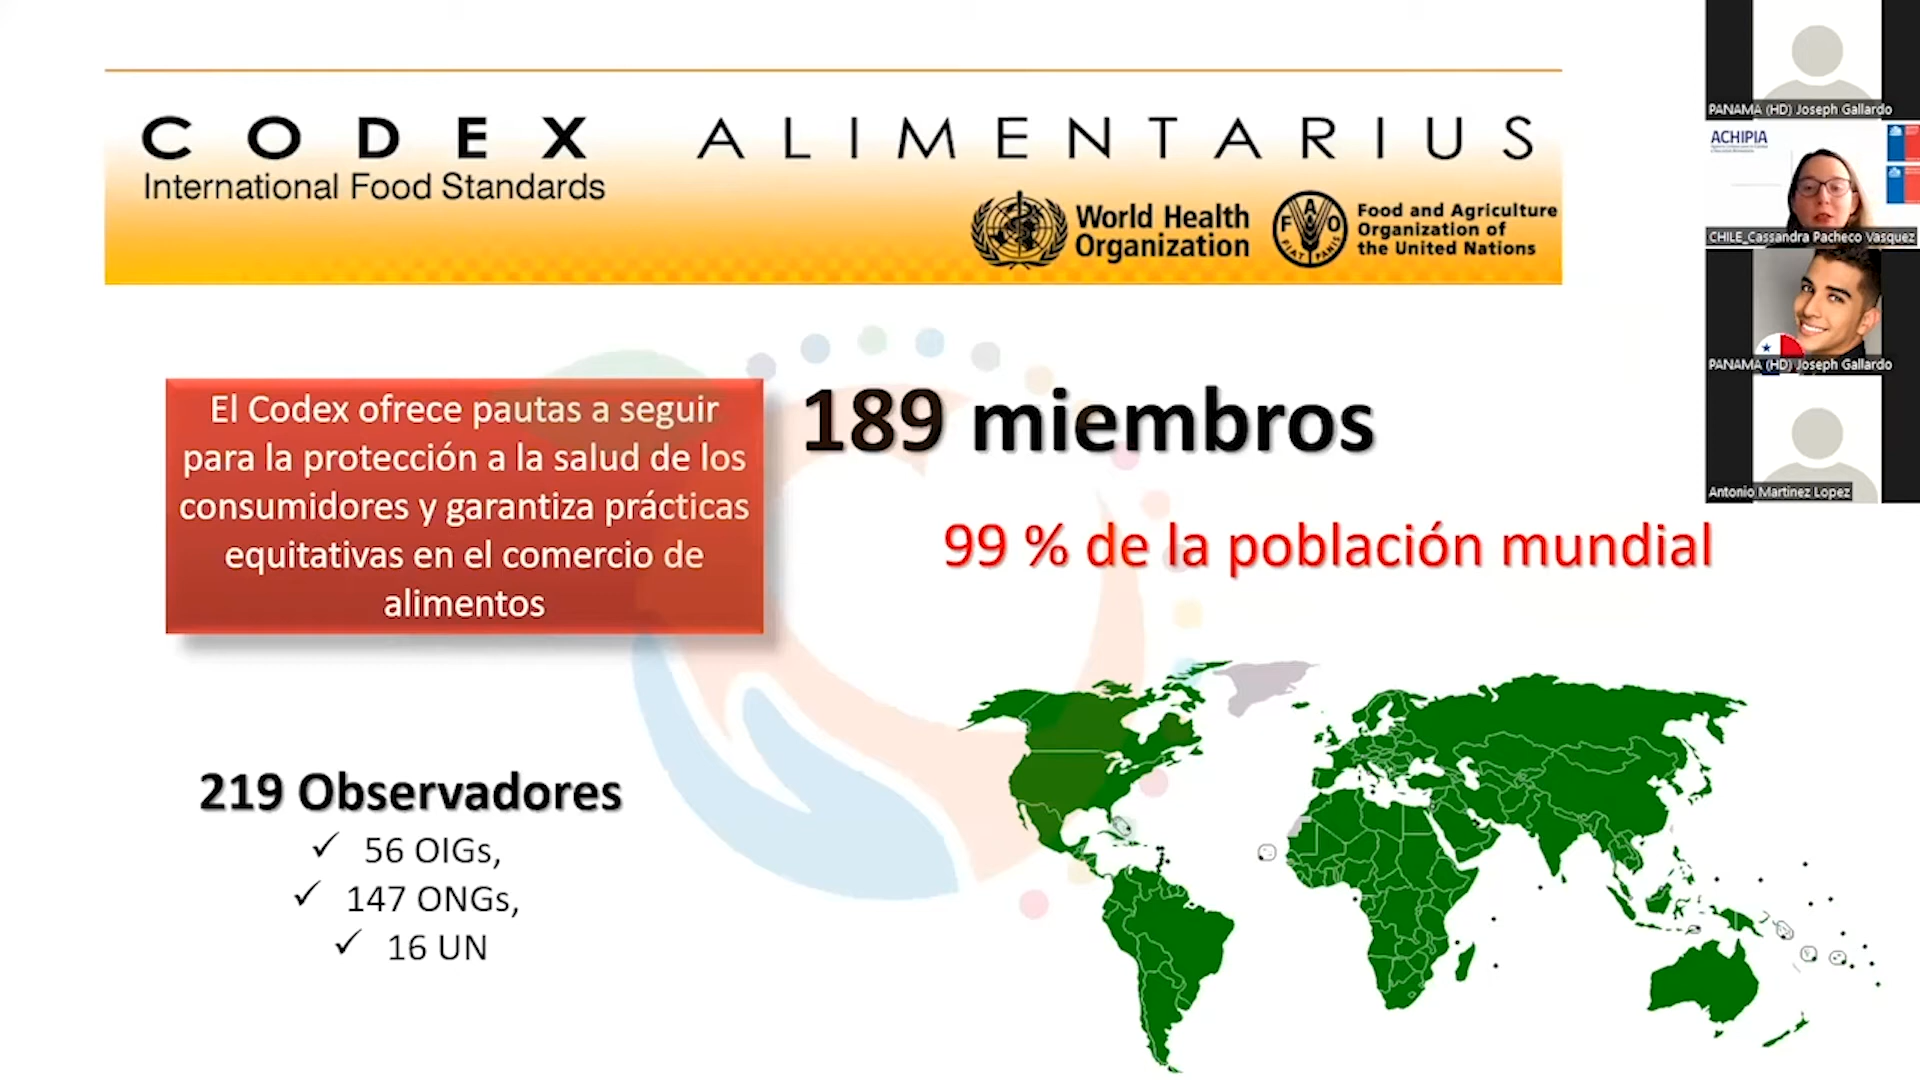 CODEX ALIMENTARIUS
International Food Standards
World Health
Organization
Food and Agriculture
Organization of
the United Nations
El Codex ofrece pautas a seguir
para la protección a la salud de los
consumidores y garantiza prácticas
equitativas en el comercio de
alimentos
189 miembros
99 % de la población mundial
219 Observadores
✓ 56 OIGs,
✓ 147 ONGs,
✓ 16 UN
PANAMA (HD) Joseph Gallardo
ACHIPIA
CHILE_Cassandra Pacheco Vasquez
PANAMA (HD) Joseph Gallardo
Antonio Martinez Lopez